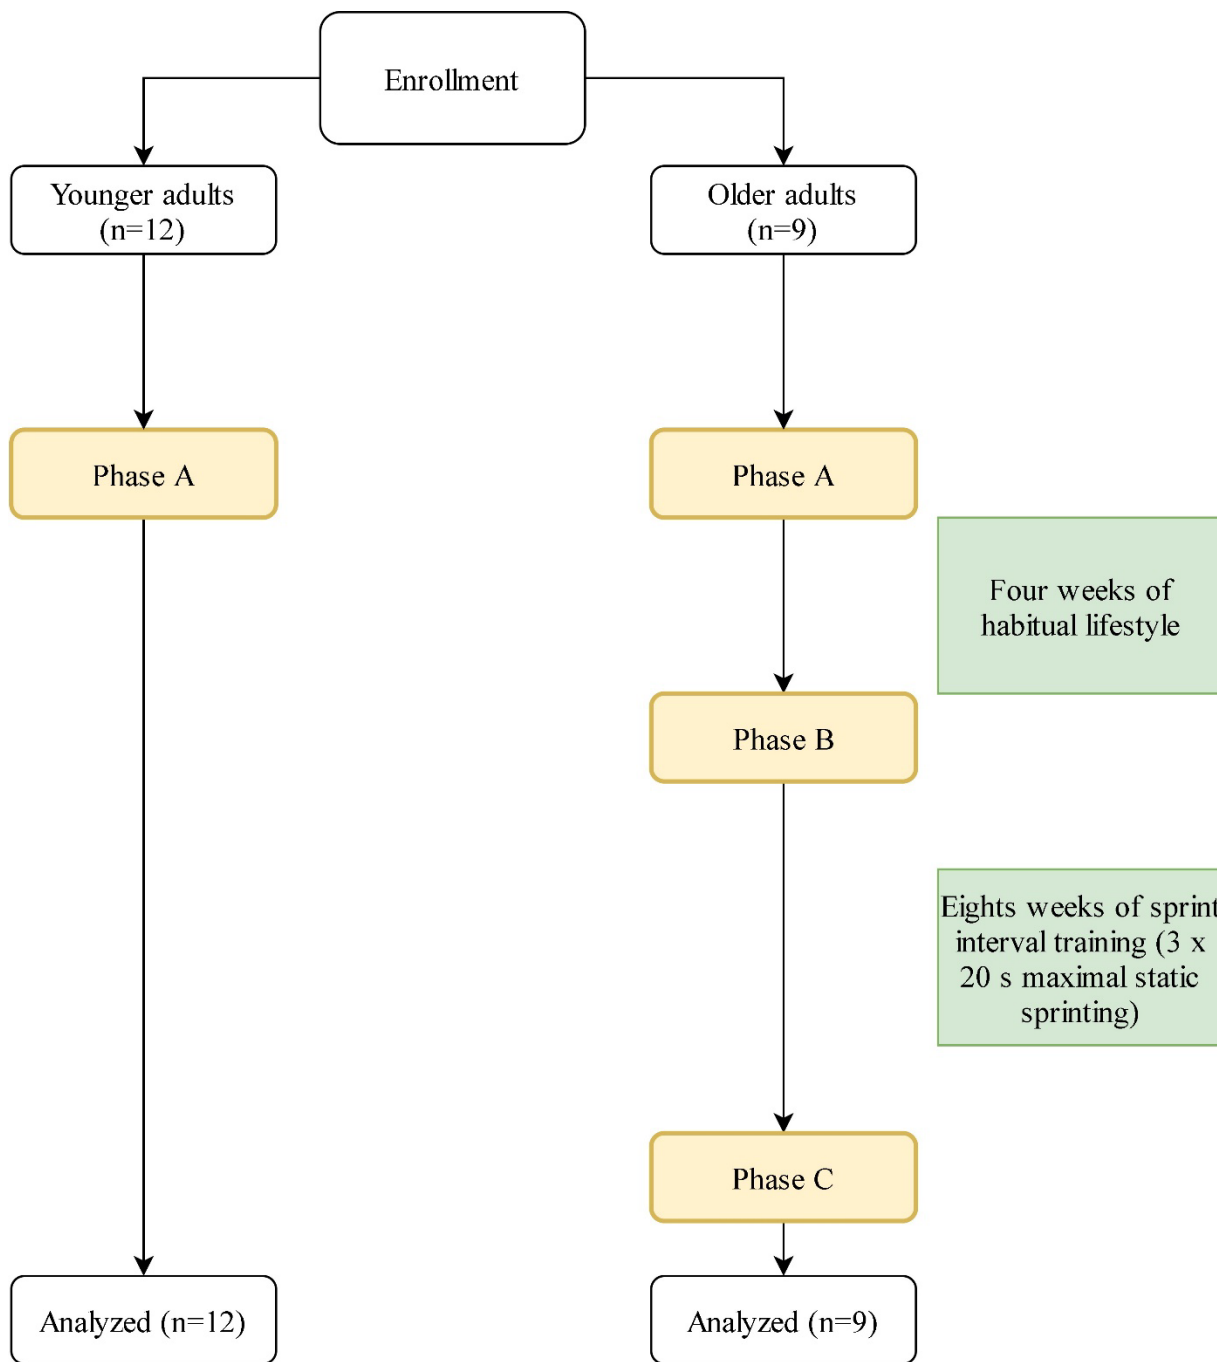 Enrollment
Younger adults
(n=12)
Older adults
(n=9)
Phase A
Phase A
Four weeks of
habitual lifestyle
Phase B
Eights weeks of sprint
interval training (3 x
20 s maximal static
sprinting)
Phase C
Analyzed (n=12)
Analyzed (n=9)